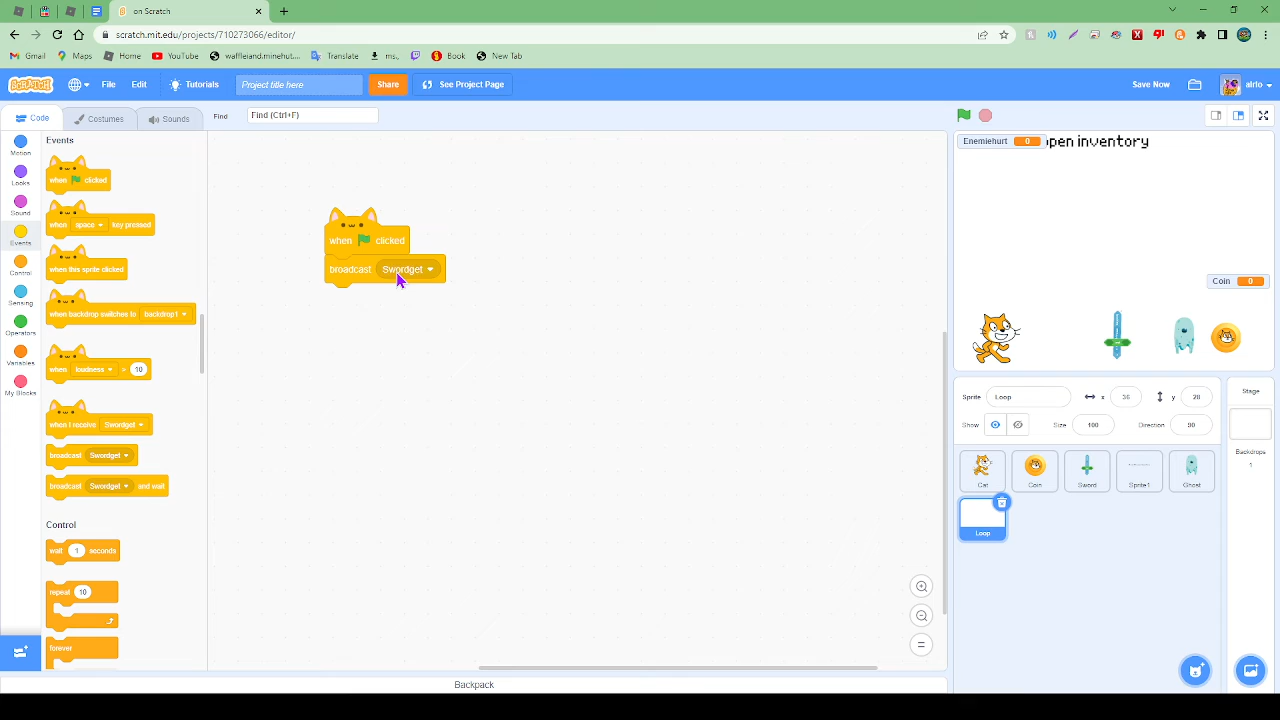 on Scratch
scratch.mit.edu/projects/710273066/editor/
Gmail Maps YouTube waffleland.minehut.... Translate ms, Home Book New Tab
SCRATCH File Edit Tutorials Project title here Share See Project Page Save Now alrfo
Code Costumes Sounds Find Find (Ctrl+F)
Motion
Looks
Sound
Events
Control
Sensing
Operators
Variables
My Blocks
Events
when clicked
when space key pressed
when this sprite clicked
when backdrop switches to backdrop1
when loudness > 10
when I receive Swordget
broadcast Swordget
broadcast Swordget and wait
Control
wait 1 seconds
repeat 10
forever
when clicked
broadcast Swordget
Enemiehurt 0 pen inventory
Coin 0
Sprite Loop x 36 y 28
Show Size 100 Direction 90
Stage
Backdrops
1
Cat Coin Sword Sprite1 Ghost
Loop
Backpack